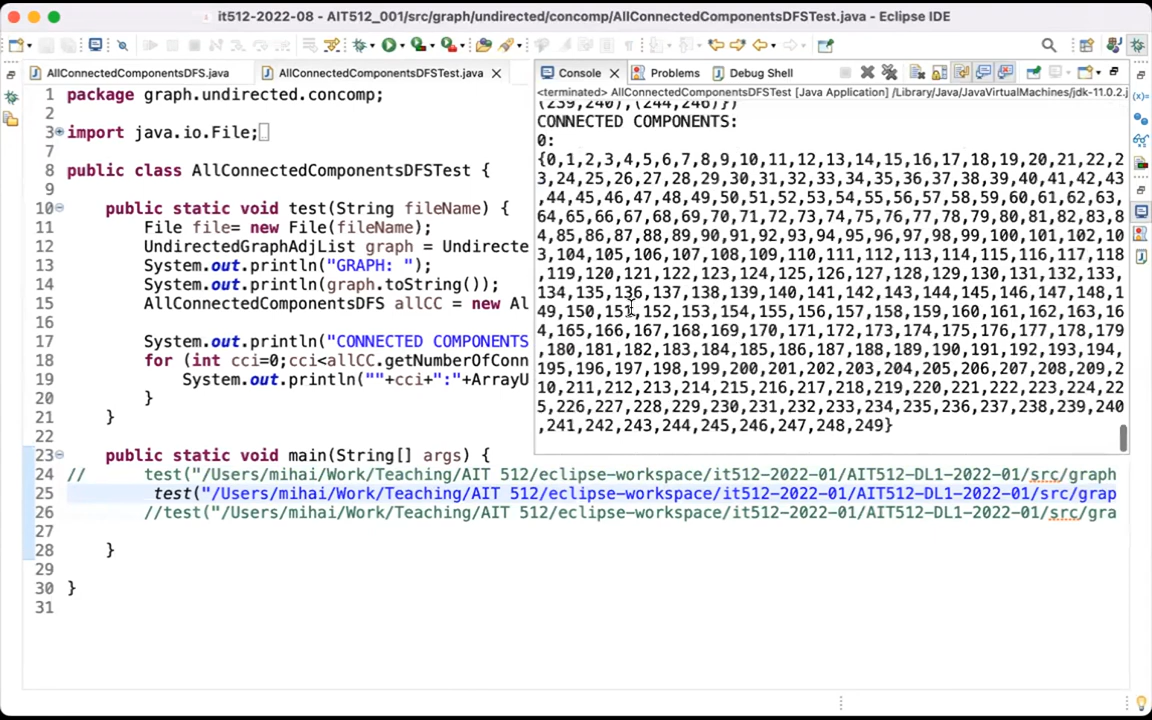 it512-2022-08 - AIT512_001/src/graph/undirected/concomp/AllConnectedComponentsDFSTest.java - Eclipse IDE
AllConnectedComponentsDFS.java
AllConnectedComponentsDFSTest.java
1 package graph.undirected.concomp;
3 import java.io.File;
7
8 public class AllConnectedComponentsDFSTest {
9
10 public static void test(String fileName) {
11 File file= new File(fileName);
12 UndirectedGraphAdjList graph = Undirecte
13 System.out.println("GRAPH: ");
14 System.out.println(graph.toString());
15 AllConnectedComponentsDFS allCC = new Al
16
17 System.out.println("CONNECTED COMPONENTS
18 for (int cci=0;cci<allCC.getNumberOfConn
19 System.out.println(""+cci+":"+ArrayU
20 }
21 }
22
23 public static void main(String[] args) {
24 // test("/Users/mihai/Work/Teaching/AIT 512/eclipse-workspace/it512-2022-01/AIT512-DL1-2022-01/src/graph
25 test("/Users/mihai/Work/Teaching/AIT 512/eclipse-workspace/it512-2022-01/AIT512-DL1-2022-01/src/grap
26 //test("/Users/mihai/Work/Teaching/AIT 512/eclipse-workspace/it512-2022-01/AIT512-DL1-2022-01/src/gra
27
28 }
29
30 }
31
Console
Problems
Debug Shell
<terminated> AllConnectedComponentsDFSTest [Java Application] /Library/Java/JavaVirtualMachines/jdk-11.0.2.j
(239,240),(244,246)})
CONNECTED COMPONENTS:
0:
{0,1,2,3,4,5,6,7,8,9,10,11,12,13,14,15,16,17,18,19,20,21,22,2
3,24,25,26,27,28,29,30,31,32,33,34,35,36,37,38,39,40,41,42,43
,44,45,46,47,48,49,50,51,52,53,54,55,56,57,58,59,60,61,62,63,
64,65,66,67,68,69,70,71,72,73,74,75,76,77,78,79,80,81,82,83,8
4,85,86,87,88,89,90,91,92,93,94,95,96,97,98,99,100,101,102,10
3,104,105,106,107,108,109,110,111,112,113,114,115,116,117,118
,119,120,121,122,123,124,125,126,127,128,129,130,131,132,133,
134,135,136,137,138,139,140,141,142,143,144,145,146,147,148,1
49,150,151,152,153,154,155,156,157,158,159,160,161,162,163,16
4,165,166,167,168,169,170,171,172,173,174,175,176,177,178,179
,180,181,182,183,184,185,186,187,188,189,190,191,192,193,194,
195,196,197,198,199,200,201,202,203,204,205,206,207,208,209,2
10,211,212,213,214,215,216,217,218,219,220,221,222,223,224,22
5,226,227,228,229,230,231,232,233,234,235,236,237,238,239,240
,241,242,243,244,245,246,247,248,249}